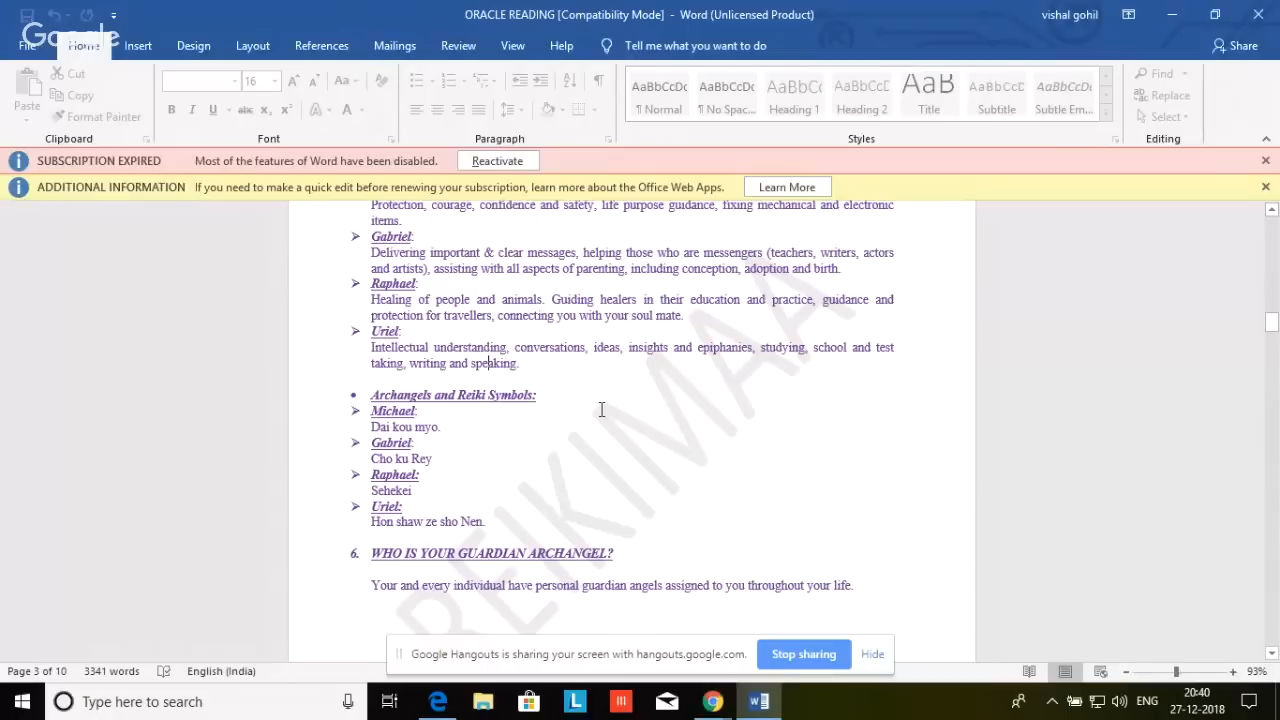 ORACLE READING [Compatibility Mode] - Word (Unlicensed Product)
vishal gohil
Google
File Home Insert Design Layout References Mailings Review View Help Tell me what you want to do Share
Paste
Cut
Copy
Format Painter
16
Aa
B I U abc x₂ x² A A
AaBbCcDc AaBbCcDc AaBbCc AaBbCcD AaB AaBbCcD AaBbCcDc
¶ Normal ¶ No Spac... Heading 1 Heading 2 Title Subtitle Subtle Em...
Find
Replace
Select
Clipboard Font Paragraph Styles Editing
SUBSCRIPTION EXPIRED Most of the features of Word have been disabled. Reactivate
ADDITIONAL INFORMATION If you need to make a quick edit before renewing your subscription, learn more about the Office Web Apps. Learn More
Protection, courage, confidence and safety, life purpose guidance, fixing mechanical and electronic
items.
Gabriel:
Delivering important & clear messages, helping those who are messengers (teachers, writers, actors
and artists), assisting with all aspects of parenting, including conception, adoption and birth.
Raphael:
Healing of people and animals. Guiding healers in their education and practice, guidance and
protection for travellers, connecting you with your soul mate.
Uriel:
Intellectual understanding, conversations, ideas, insights and epiphanies, studying, school and test
taking, writing and speaking.
• Archangels and Reiki Symbols:
Michael:
Dai kou myo.
Gabriel:
Cho ku Rey
Raphael:
Sehekei
Uriel:
Hon shaw ze sho Nen.
6. WHO IS YOUR GUARDIAN ARCHANGEL?
Your and every individual have personal guardian angels assigned to you throughout your life.
REIKIMAA
Google Hangouts is sharing your screen with hangouts.google.com. Stop sharing Hide
Page 3 of 10 3341 words English (India) 93%
Type here to search
ENG
20:40
27-12-2018